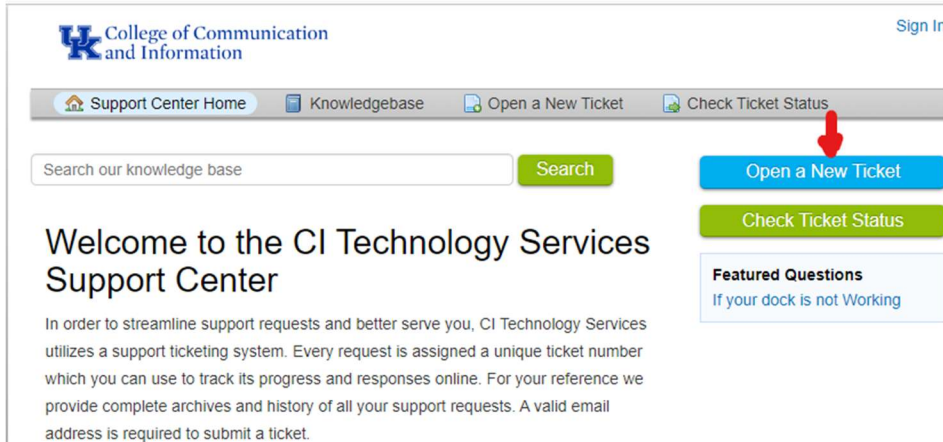 UK College of Communication
and Information
Sign In
Support Center Home Knowledgebase Open a New Ticket Check Ticket Status
Search our knowledge base Search
Open a New Ticket
Check Ticket Status
Welcome to the CI Technology Services
Support Center
Featured Questions
If your dock is not Working
In order to streamline support requests and better serve you, CI Technology Services
utilizes a support ticketing system. Every request is assigned a unique ticket number
which you can use to track its progress and responses online. For your reference we
provide complete archives and history of all your support requests. A valid email
address is required to submit a ticket.